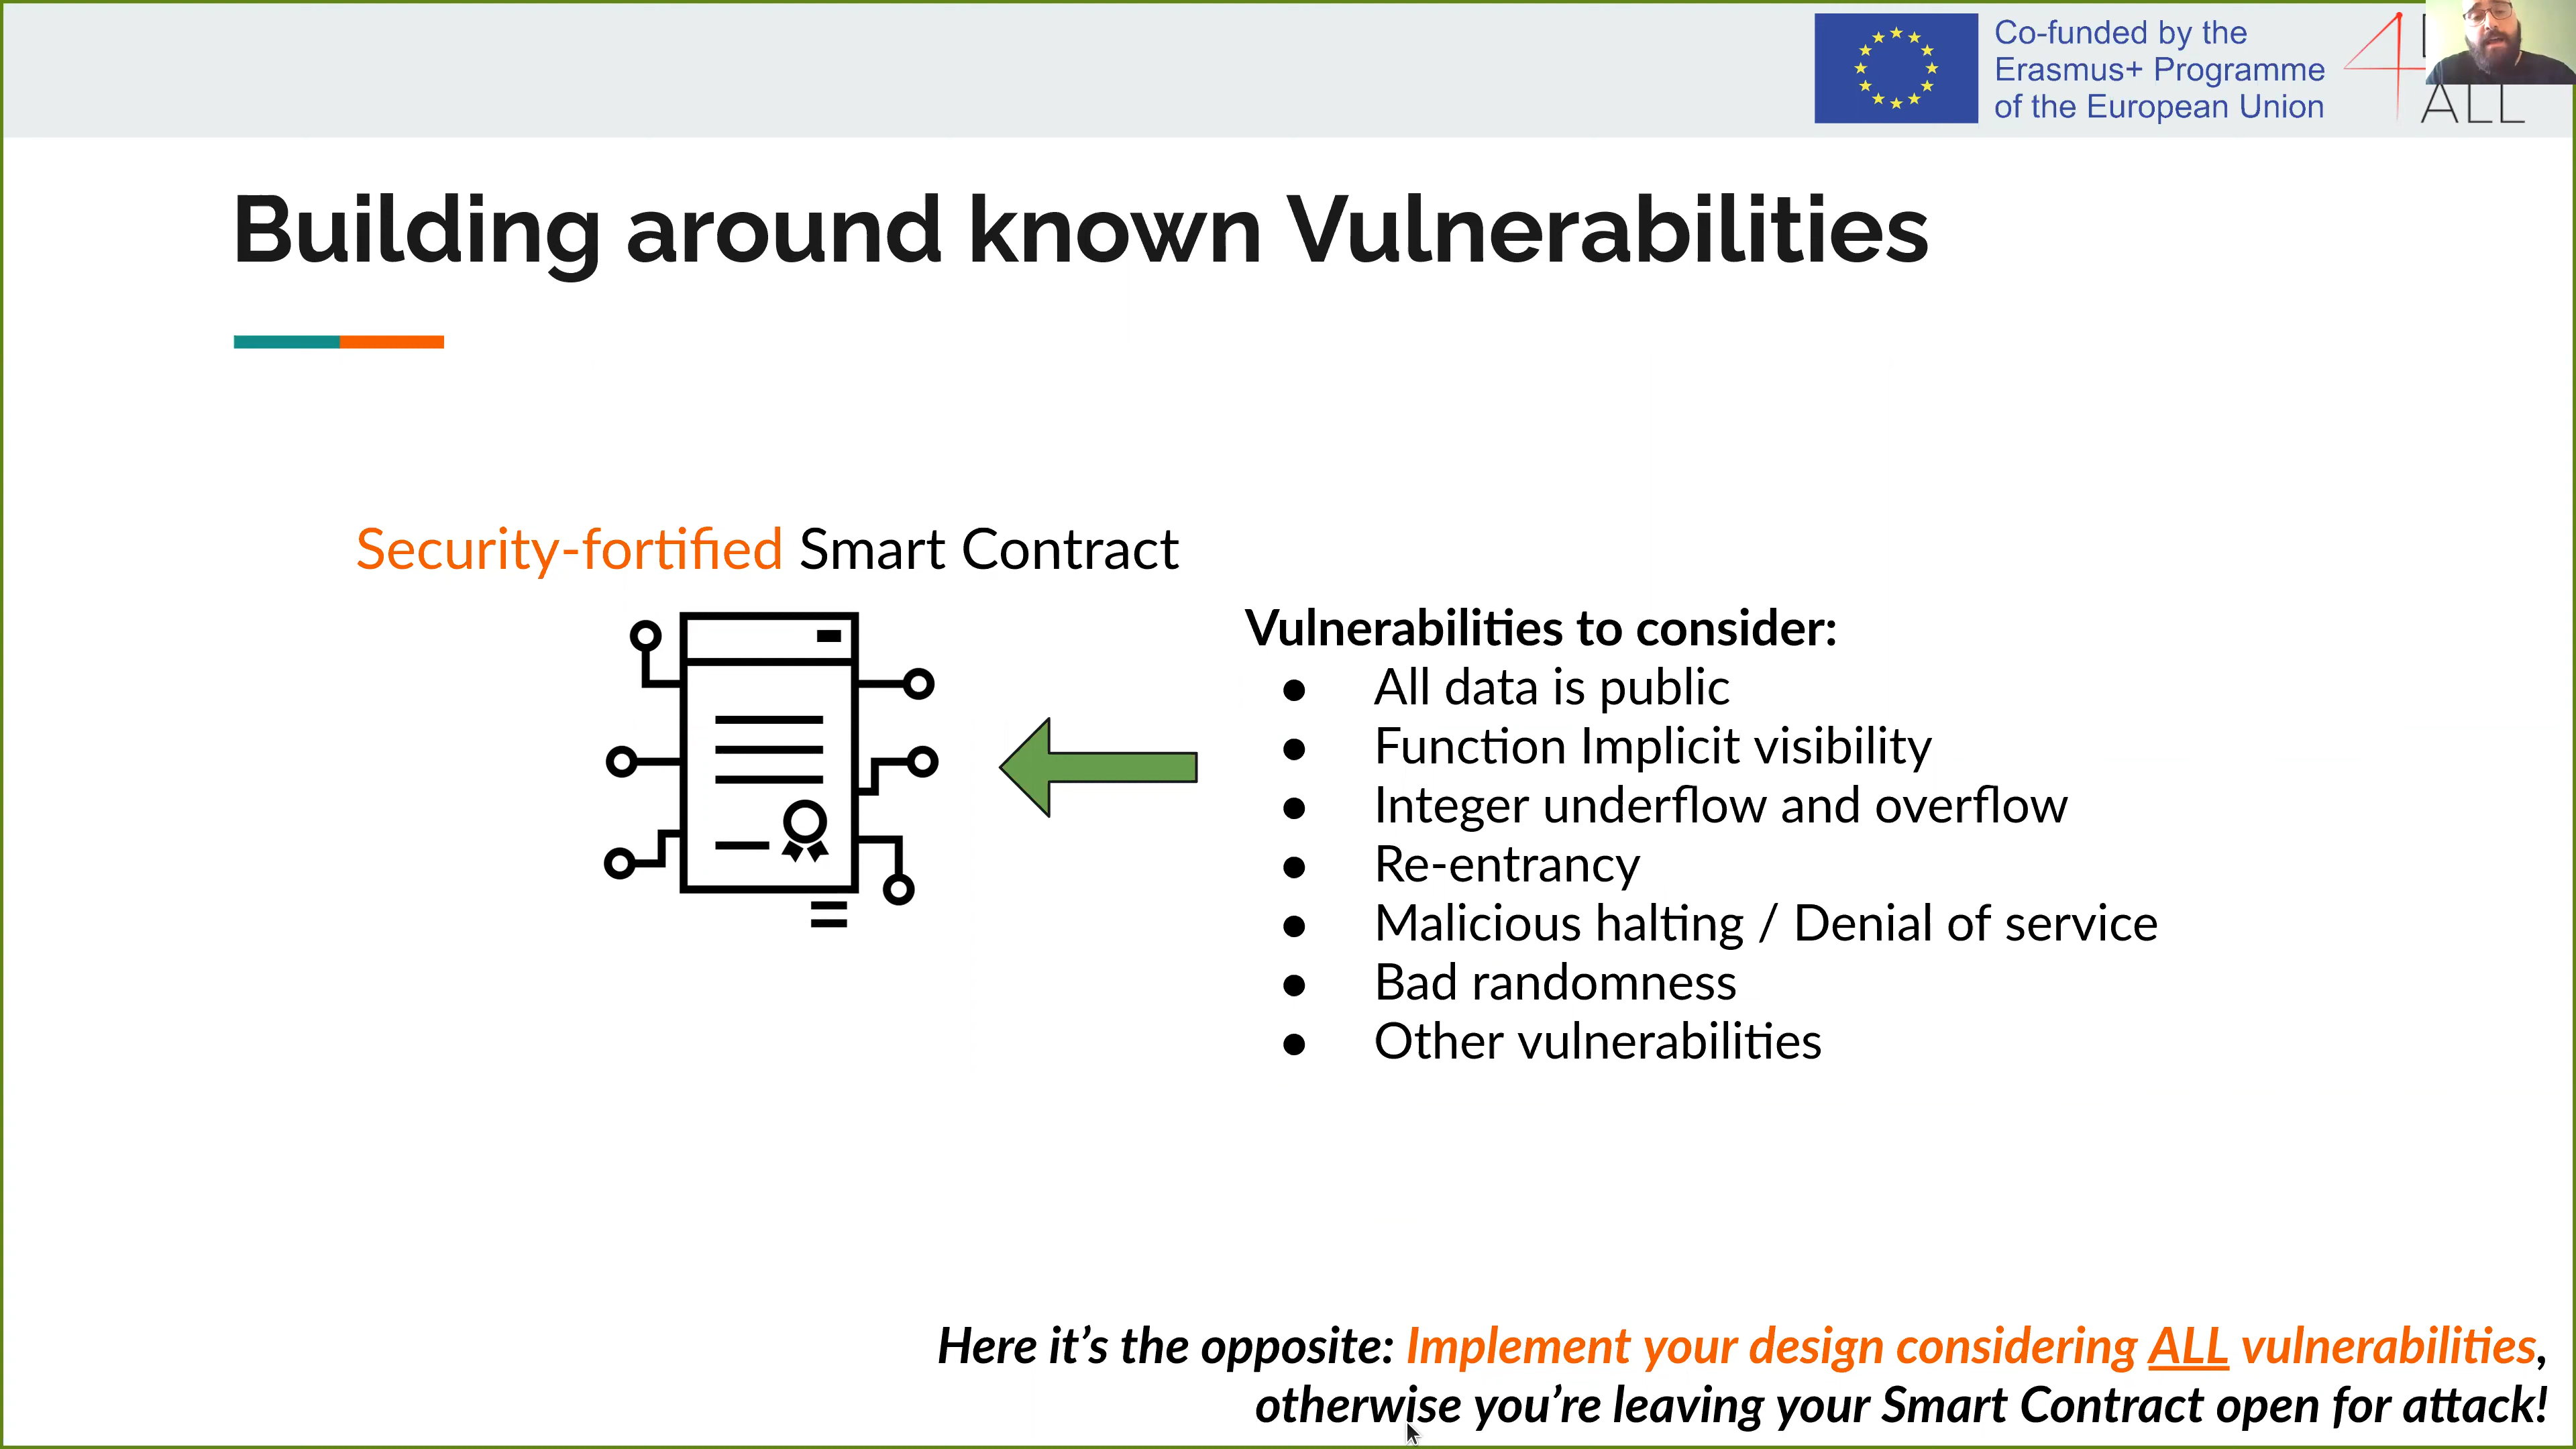 Co-funded by the
Erasmus+ Programme
of the European Union
4
ALL
Building around known Vulnerabilities
Security-fortified Smart Contract
Vulnerabilities to consider:
● All data is public
● Function Implicit visibility
● Integer underflow and overflow
● Re-entrancy
● Malicious halting / Denial of service
● Bad randomness
● Other vulnerabilities
Here it’s the opposite: Implement your design considering ALL vulnerabilities,
otherwise you’re leaving your Smart Contract open for attack!